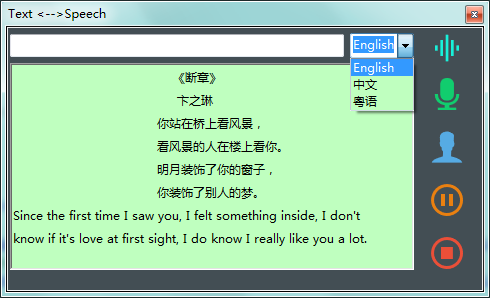 Text <-->Speech
English
English
中文
粤语
《断章》
卞之琳
你站在桥上看风景，
看风景的人在楼上看你。
明月装饰了你的窗子，
你装饰了别人的梦。
Since the first time I saw you, I felt something inside, I don't
know if it's love at first sight, I do know I really like you a lot.